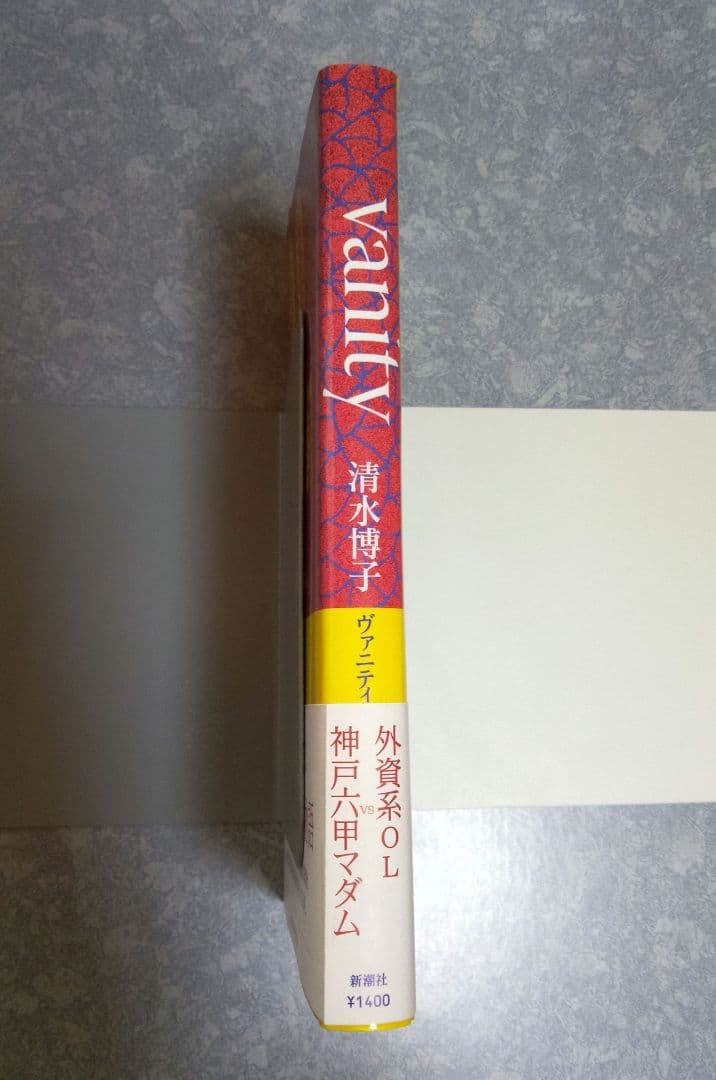 vanity
清水博子
ヴァニティ
外資系OL
vs
神戸六甲マダム
新潮社
¥1400